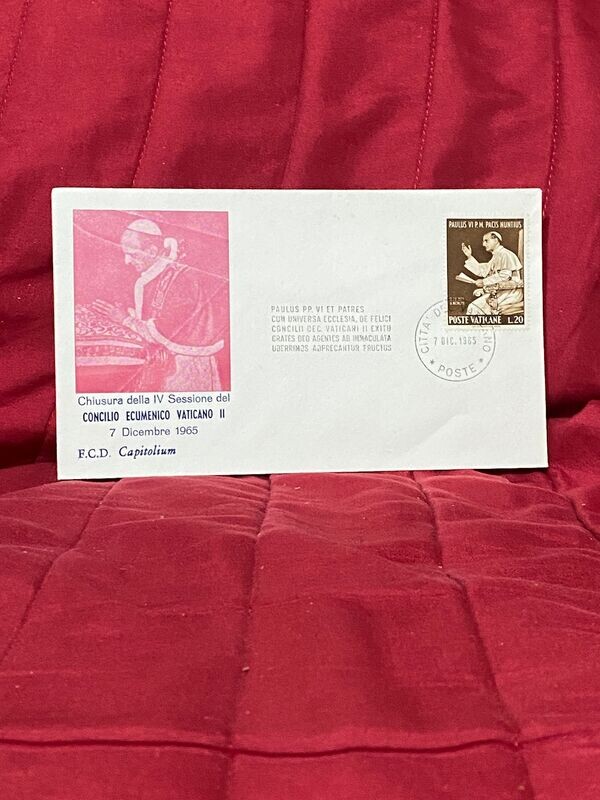 Chiusura della IV Sessione del
CONCILIO ECUMENICO VATICANO II
7 Dicembre 1965
F.C.D. Capitolium
PAULUS PP. VI ET PATRES
CUM UNIVERSA ECCLESIA, DE FELICI
CONCILII OEC. VATICANI II EXITU
GRATES DEO AGENTES AB IMMACULATA
UBERRIMOS ADPRECANTUR FRUCTUS
PAULUS VI P.M. PACIS NUNTIUS
POSTE VATICANE L.20
CITTA' DEL
7 DIC. 1965
* POSTE *